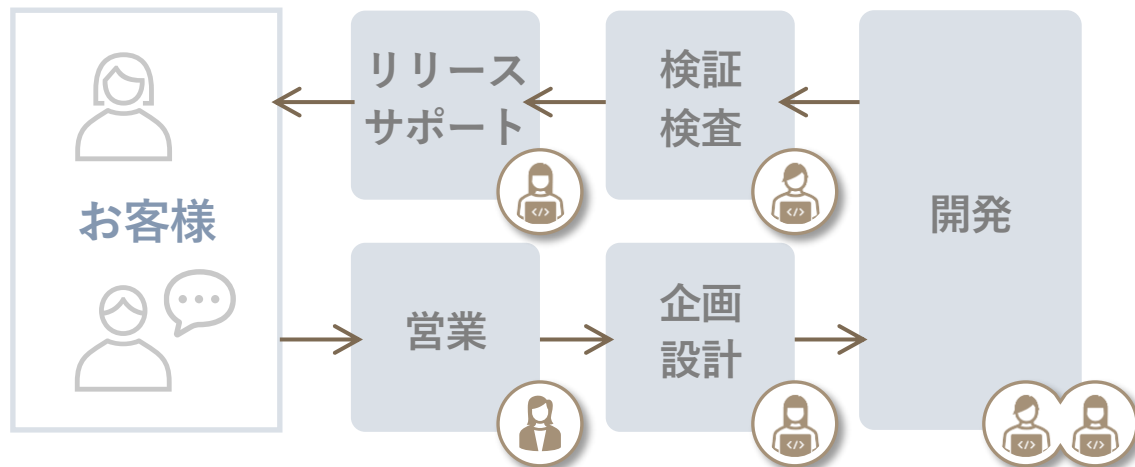 お客様
リリース
サポート
検証
検査
開発
営業
企画
設計